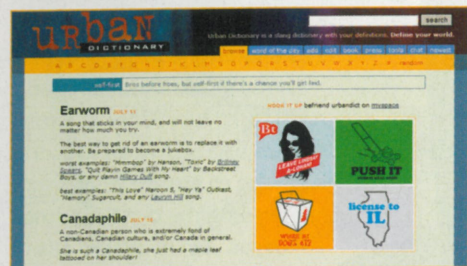 urban
DICTIONARY
search
Urban Dictionary is a slang dictionary with your definitions. Define your world.
browse word of the day add edit book press tools chat newest
A B C D E F G H I J K L M N O P Q R S T U V W X Y Z # random
Bros before hoes, but self first if there's a chance you'll get laid.
HOOK IT UP befriend urbandict on myspace
Earworm JULY 11
A song that sticks in your mind, and will not leave no
matter how much you try.
The best way to get rid of an earworm is to replace it with
another. Be prepared to become a jukebox.
worst examples: "Mmmbop" by Hanson, "Toxic" by Britney
Spears, "Quit Playin Games With My Heart" by Backstreet
Boys, or any damn Hilary Duff song.
best examples: "This Love" Maroon 5, "Hey Ya" Outkast,
"Memory" Sugarcult, and any Lauryn Hill song.
LEAVE
PUSH IT
license to
IL
Canadaphile JULY 10
A non-Canadian person who is extremely fond of
Canadians, Canadian culture, and/or Canada in general.
She is such a Canadaphile, she just had a maple leaf
tattooed on her shoulder!